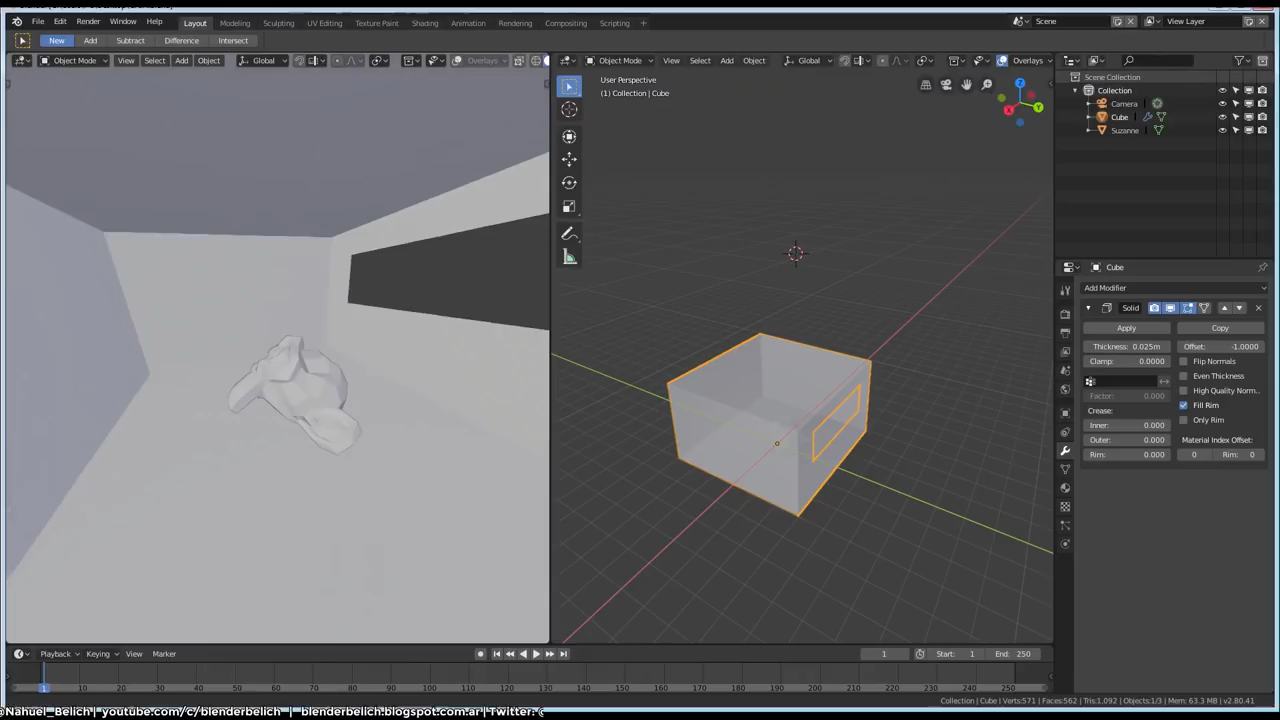 File Edit Render Window Help Layout Modeling Sculpting UV Editing Texture Paint Shading Animation Rendering Compositing Scripting + Scene View Layer
New Add Subtract Difference Intersect
Object Mode View Select Add Object Global Overlays Object Mode View Select Add Object Global Overlays
User Perspective
(1) Collection | Cube
Z
Y
X
Scene Collection
Collection
Camera
Cube
Suzanne
Cube
Add Modifier
Solid
Apply Copy
Thickness: 0.025m Offset: -1.0000
Clamp: 0.0000 Flip Normals
Even Thickness
High Quality Norm..
Factor: 0.000 Fill Rim
Crease: Only Rim
Inner: 0.000
Outer: 0.000 Material Index Offset:
Rim: 0.000 0 Rim: 0
Playback Keying View Marker 1 Start: 1 End: 250
1 10 20 30 40 50 60 70 80 90 100 110 120 130 140 150 160 170 180 190 200 210 220 230 240 250
Collection | Cube | Verts:571 | Faces:562 | Tris:1,092 | Objects:1/3 | Mem: 63.3 MB | v2.80.41
@Nahuel_Belich | youtube.com/c/blenderbelich | blenderbelich.blogspot.com.ar | Twitter: